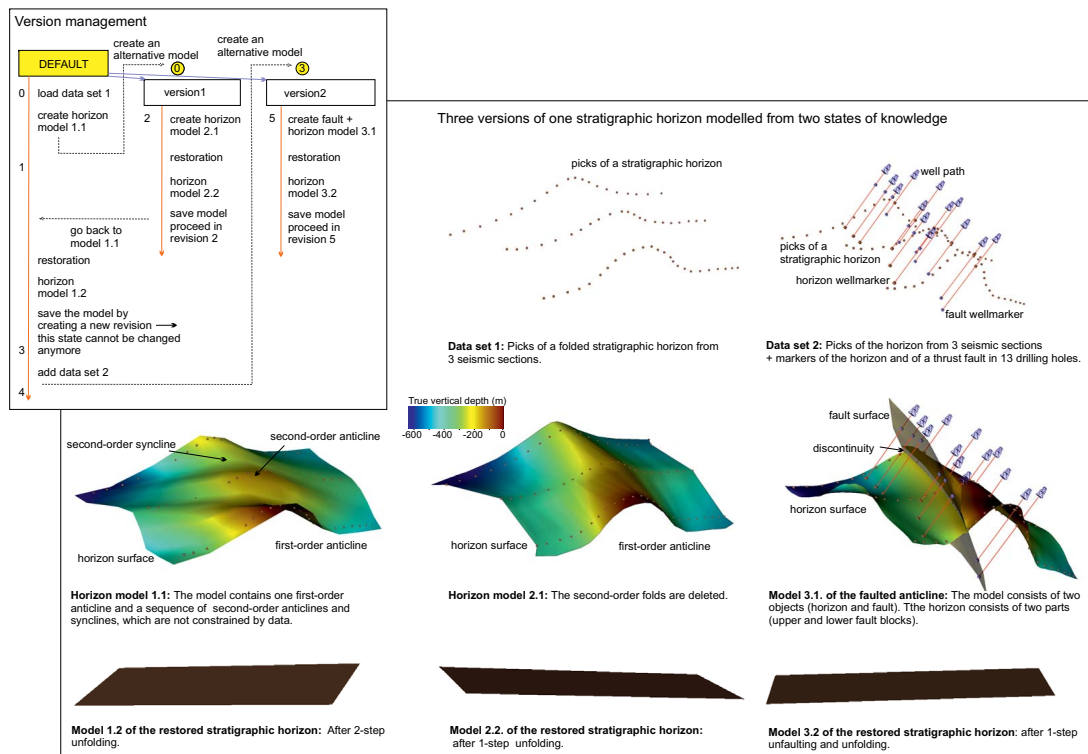 Version management
create an
alternative model
create an
alternative model
DEFAULT
0
3
version1
version2
0
load data set 1
create horizon
model 1.1
1
2
create horizon
model 2.1
restoration
horizon
model 2.2
save model
proceed in
revision 2
5
create fault +
horizon model 3.1
restoration
horizon
model 3.2
save model
proceed in
revision 5
go back to
model 1.1
restoration
horizon
model 1.2
save the model by
creating a new revision
this state cannot be changed
anymore
3
add data set 2
4
Three versions of one stratigraphic horizon modelled from two states of knowledge
picks of a stratigraphic horizon
well path
picks of a
stratigraphic horizon
horizon wellmarker
fault wellmarker
Data set 1: Picks of a folded stratigraphic horizon from
3 seismic sections.
Data set 2: Picks of the horizon from 3 seismic sections
+ markers of the horizon and of a thrust fault in 13 drilling holes.
True vertical depth (m)
-600 -400 -200 0
second-order syncline
second-order anticline
horizon surface
first-order anticline
horizon surface
first-order anticline
fault surface
discontinuity
horizon surface
Horizon model 1.1: The model contains one first-order
anticline and a sequence of second-order anticlines and
synclines, which are not constrained by data.
Horizon model 2.1: The second-order folds are deleted.
Model 3.1. of the faulted anticline: The model consists of two
objects (horizon and fault). Tthe horizon consists of two parts
(upper and lower fault blocks).
Model 1.2 of the restored stratigraphic horizon: After 2-step
unfolding.
Model 2.2. of the restored stratigraphic horizon:
after 1-step unfolding.
Model 3.2 of the restored stratigraphic horizon: after 1-step
unfaulting and unfolding.